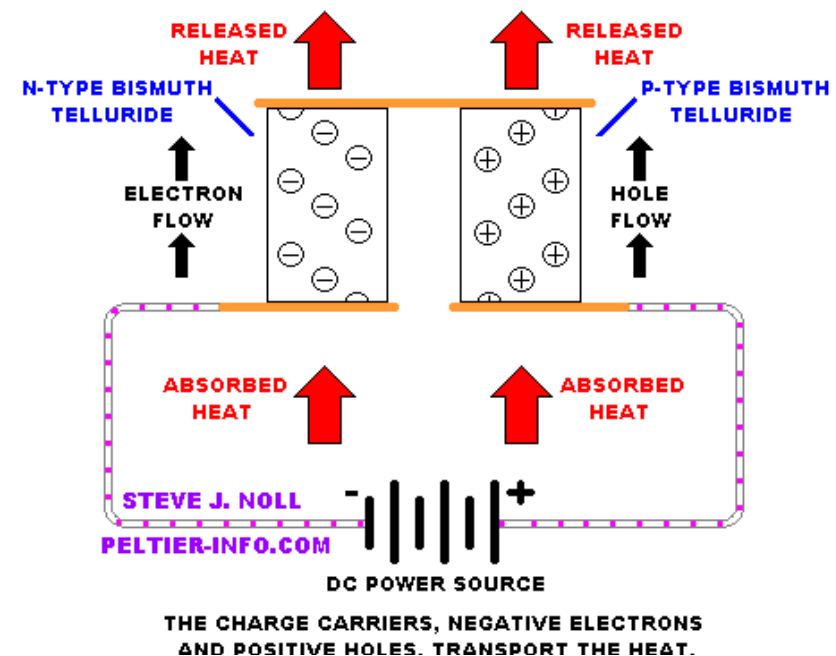 RELEASED
HEAT
RELEASED
HEAT
N-TYPE BISMUTH
TELLURIDE
P-TYPE BISMUTH
TELLURIDE
ELECTRON
FLOW
HOLE
FLOW
ABSORBED
HEAT
ABSORBED
HEAT
- +
STEVE J. NOLL
PELTIER-INFO.COM
DC POWER SOURCE
THE CHARGE CARRIERS, NEGATIVE ELECTRONS
AND POSITIVE HOLES, TRANSPORT THE HEAT.